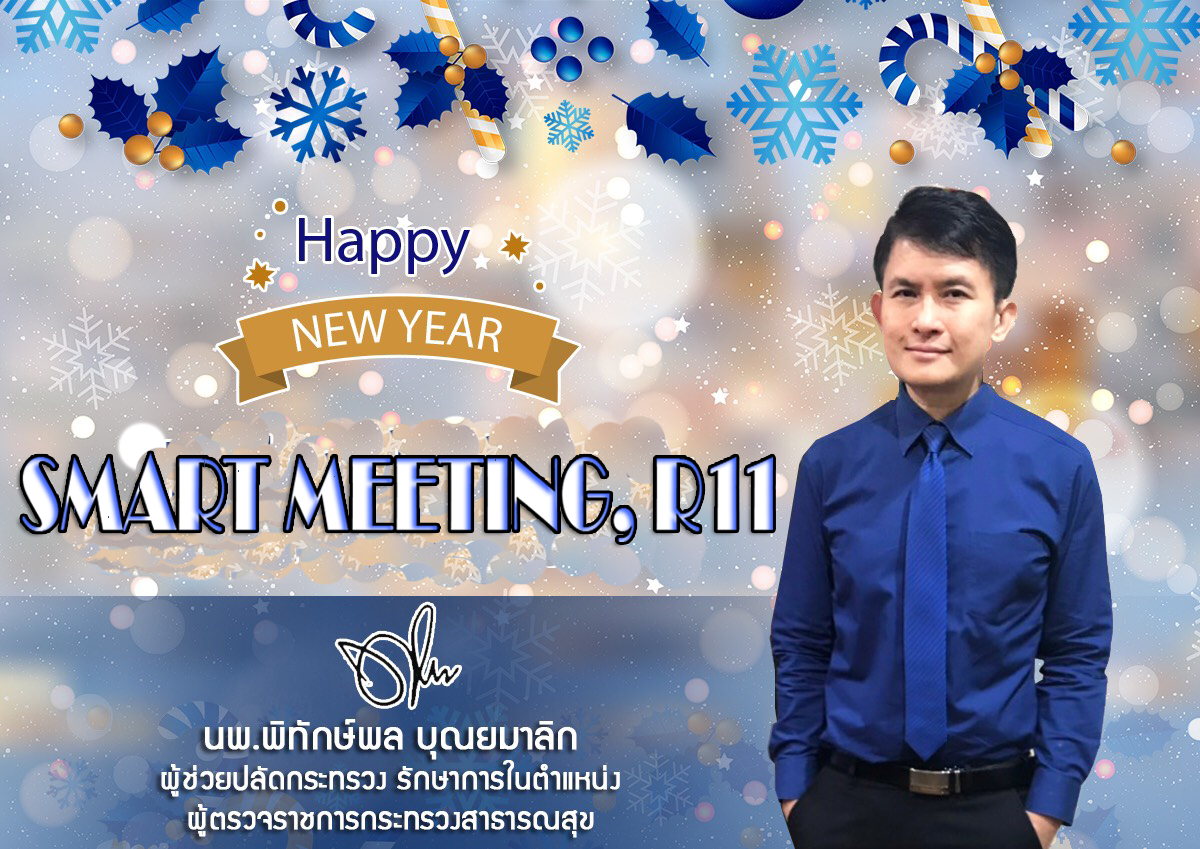 Happy
NEW YEAR
SMART MEETING, R11
นพ.พิทักษ์พล บุณยมาลิก
ผู้ช่วยปลัดกระทรวง รักษาการในตำแหน่ง
ผู้ตรวจราชการกระทรวงสาธารณสุข